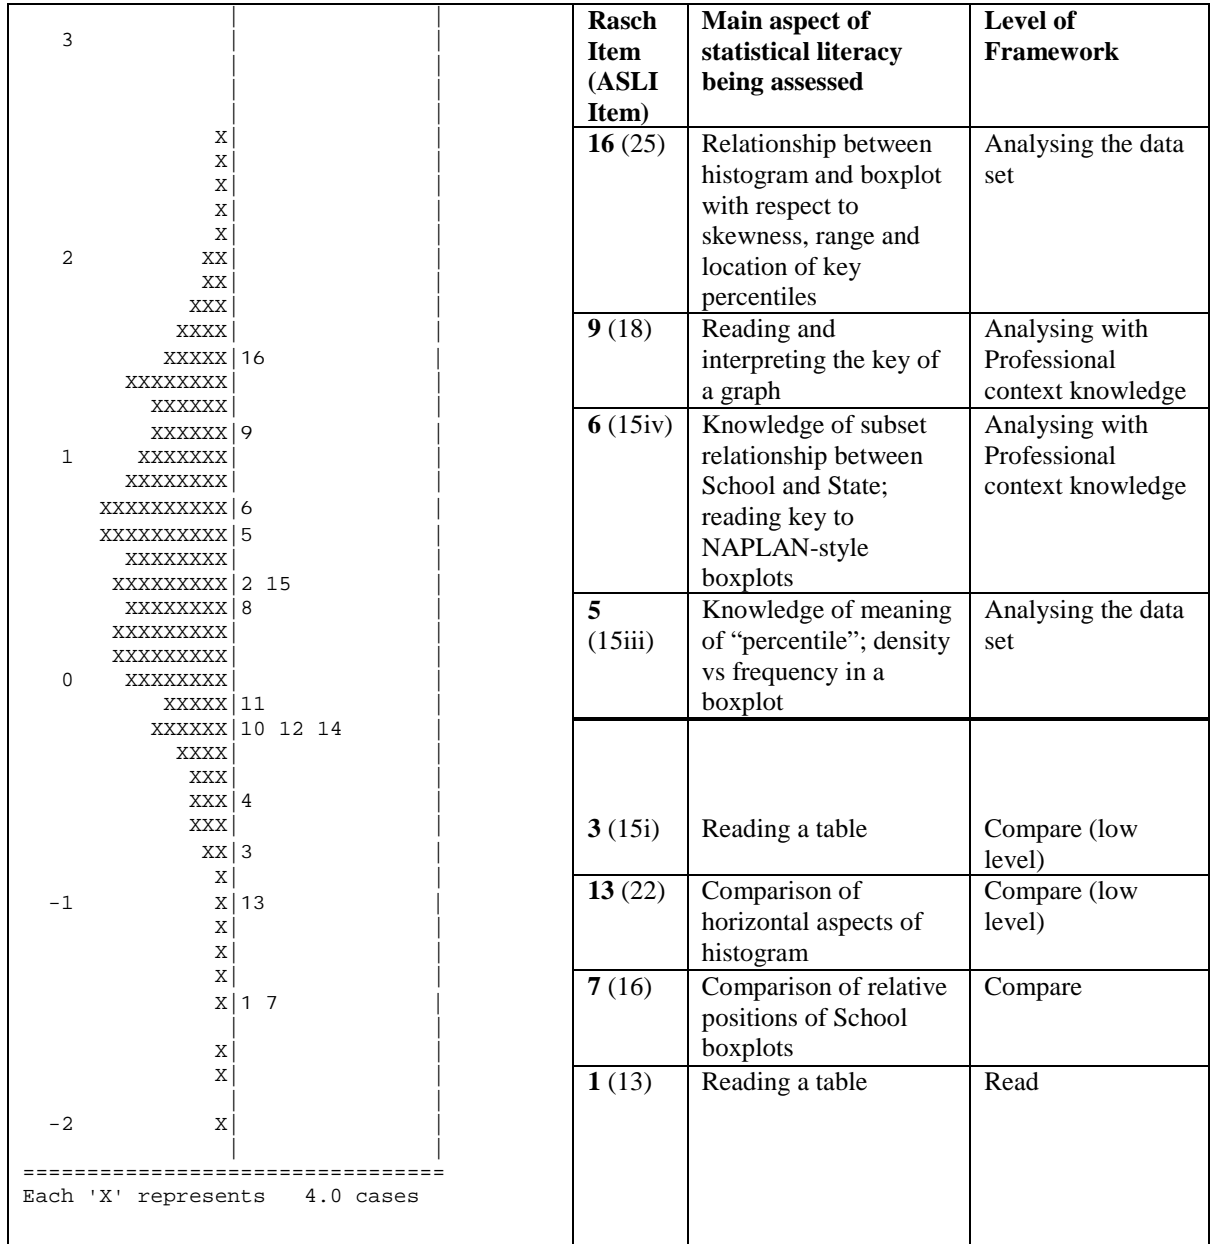 3
X
X
X
X
X
2 XX
XX
XXX
XXXX
XXXXX 16
XXXXXXXX
XXXXXX
XXXXXX 9
1 XXXXXXX
XXXXXXXX
XXXXXXXXXX 6
XXXXXXXXXX 5
XXXXXXXX
XXXXXXXXX 2 15
XXXXXXXX 8
XXXXXXXXX
XXXXXXXXX
0 XXXXXXXX
XXXXX 11
XXXXXX 10 12 14
XXXX
XXX
XXX 4
XXX
XX 3
X
-1 X 13
X
X
X
X 1 7
X
X
-2 X
==================================
Each 'X' represents 4.0 cases
Rasch
Item
(ASLI
Item)
Main aspect of
statistical literacy
being assessed
Level of
Framework
16 (25)
Relationship between
histogram and boxplot
with respect to
skewness, range and
location of key
percentiles
Analysing the data
set
9 (18)
Reading and
interpreting the key of
a graph
Analysing with
Professional
context knowledge
6 (15iv)
Knowledge of subset
relationship between
School and State;
reading key to
NAPLAN-style
boxplots
Analysing with
Professional
context knowledge
5
(15iii)
Knowledge of meaning
of “percentile”; density
vs frequency in a
boxplot
Analysing the data
set
3 (15i)
Reading a table
Compare (low
level)
13 (22)
Comparison of
horizontal aspects of
histogram
Compare (low
level)
7 (16)
Comparison of relative
positions of School
boxplots
Compare
1 (13)
Reading a table
Read